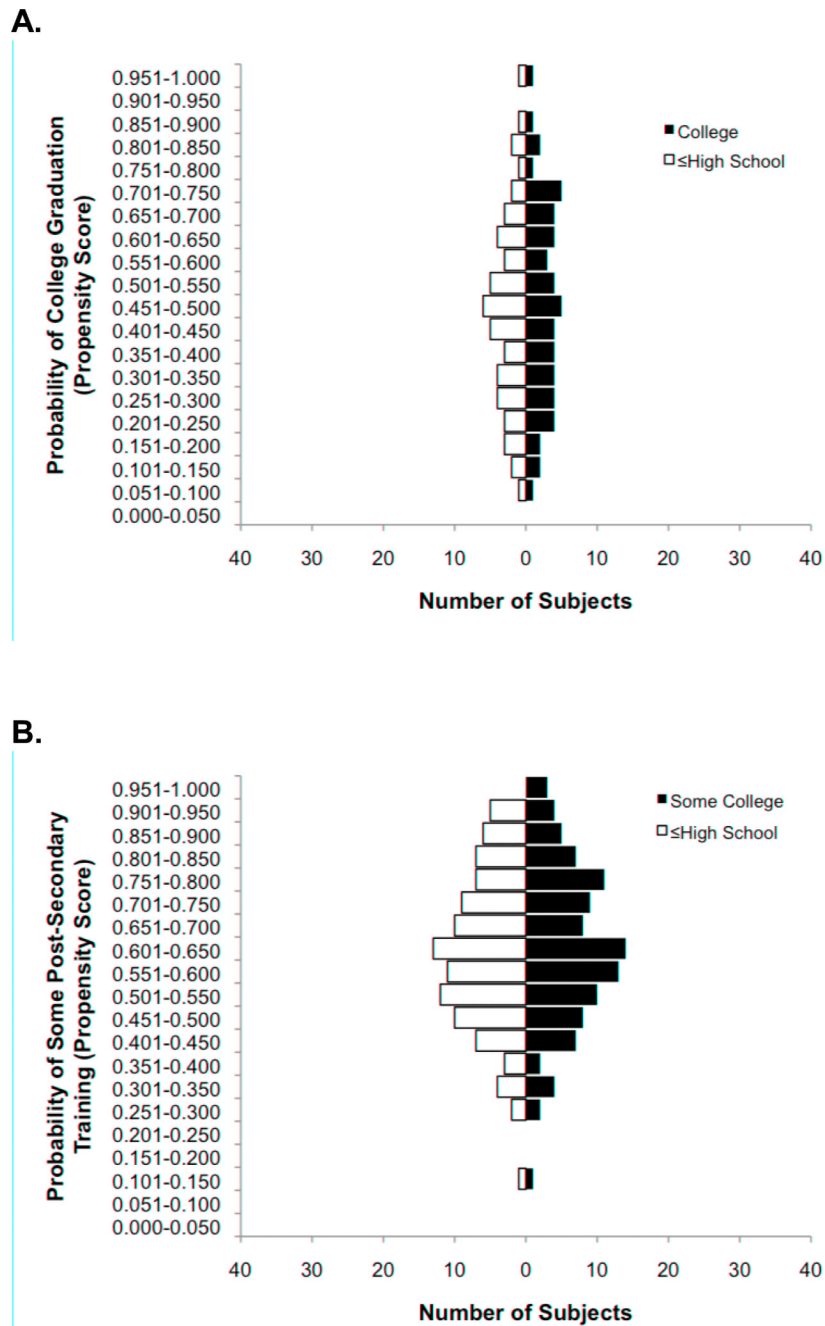 A.
Probability of College Graduation
(Propensity Score)
0.951-1.000
0.901-0.950
0.851-0.900
0.801-0.850
0.751-0.800
0.701-0.750
0.651-0.700
0.601-0.650
0.551-0.600
0.501-0.550
0.451-0.500
0.401-0.450
0.351-0.400
0.301-0.350
0.251-0.300
0.201-0.250
0.151-0.200
0.101-0.150
0.051-0.100
0.000-0.050
College
≤High School
40 30 20 10 0 10 20 30 40
Number of Subjects
B.
Probability of Some Post-Secondary
Training (Propensity Score)
0.951-1.000
0.901-0.950
0.851-0.900
0.801-0.850
0.751-0.800
0.701-0.750
0.651-0.700
0.601-0.650
0.551-0.600
0.501-0.550
0.451-0.500
0.401-0.450
0.351-0.400
0.301-0.350
0.251-0.300
0.201-0.250
0.151-0.200
0.101-0.150
0.051-0.100
0.000-0.050
Some College
≤High School
40 30 20 10 0 10 20 30 40
Number of Subjects